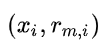 (x_i, r_{m,i})